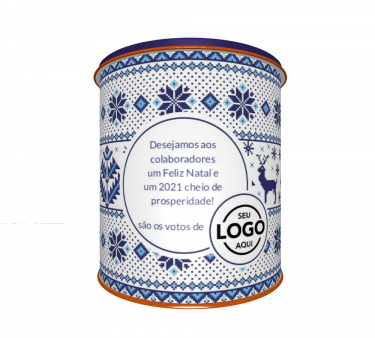 Desejamos aos
colaboradores
um Feliz Natal e
um 2021 cheio de
prosperidade!
são os votos de
SEU
LOGO
AQUI